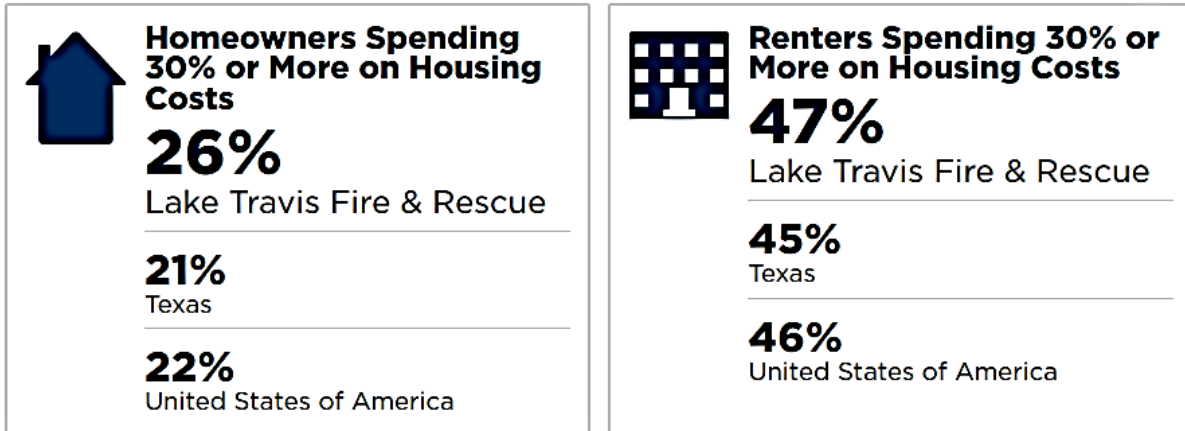 Homeowners Spending
30% or More on Housing
Costs
26%
Lake Travis Fire & Rescue
21%
Texas
22%
United States of America
Renters Spending 30% or
More on Housing Costs
47%
Lake Travis Fire & Rescue
45%
Texas
46%
United States of America